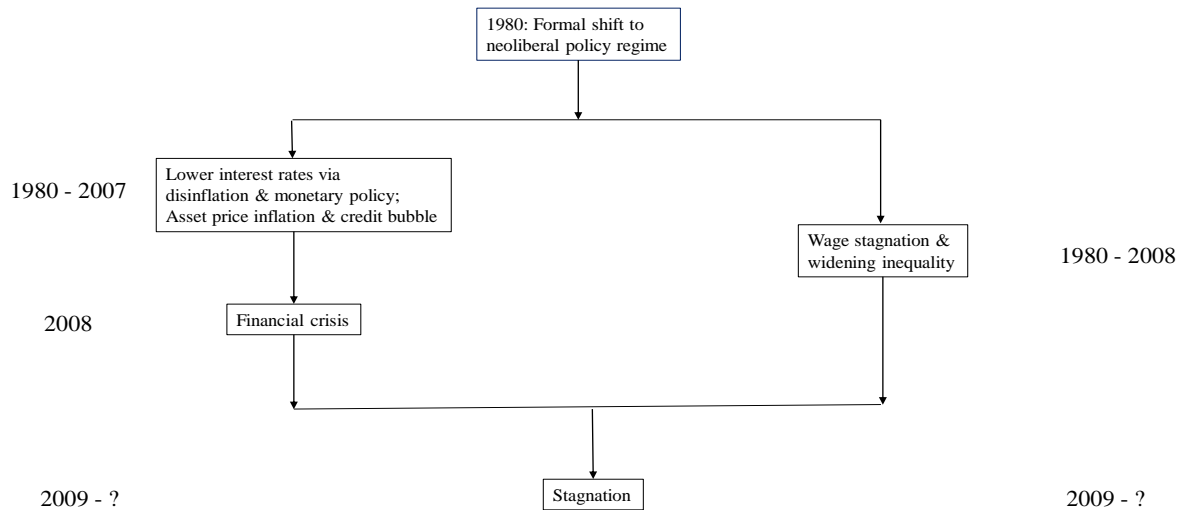 1980: Formal shift to
neoliberal policy regime
1980 - 2007
Lower interest rates via
disinflation & monetary policy;
Asset price inflation & credit bubble
Wage stagnation &
widening inequality
1980 - 2008
2008
Financial crisis
2009 - ?
Stagnation
2009 - ?